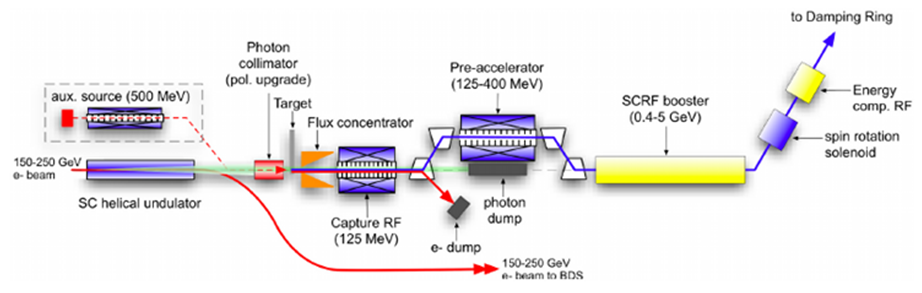 to Damping Ring
Photon
collimator
(pol. upgrade)
Pre-accelerator
(125-400 MeV)
SCRF booster
(0.4-5 GeV)
Energy
comp. RF
aux. source (500 MeV)
Target
Flux concentrator
spin rotation
solenoid
150-250 GeV
e- beam
SC helical undulator
Capture RF
(125 MeV)
photon
dump
e- dump
150-250 GeV
e- beam to BDS